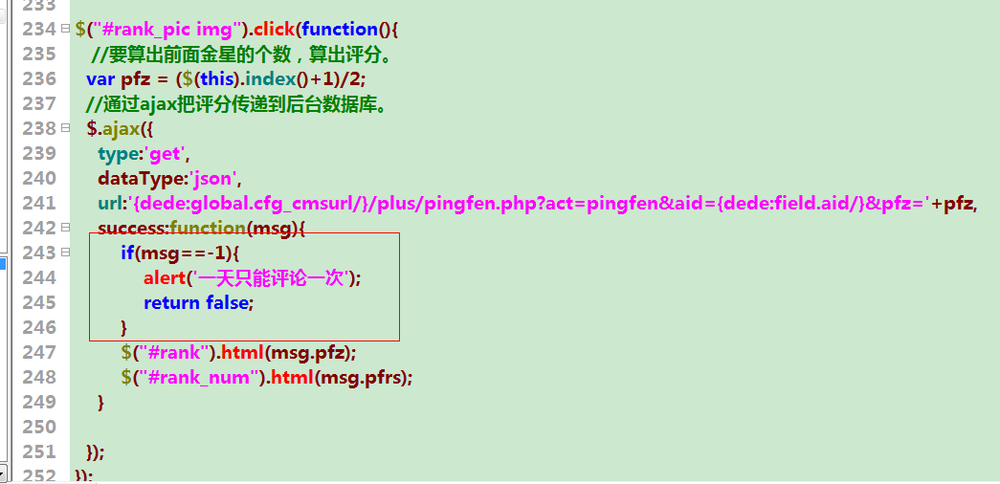 233
234 $("#rank_pic img").click(function(){
235 //要算出前面金星的个数，算出评分。
236 var pfz = ($(this).index()+1)/2;
237 //通过ajax把评分传递到后台数据库。
238 $.ajax({
239 type:'get',
240 dataType:'json',
241 url:'{dede:global.cfg_cmsurl/}/plus/pingfen.php?act=pingfen&aid={dede:field.aid/}&pfz='+pfz,
242 success:function(msg){
243 if(msg==-1){
244 alert('一天只能评论一次');
245 return false;
246 }
247 $("#rank").html(msg.pfz);
248 $("#rank_num").html(msg.pfrs);
249 }
250
251 });
252 });